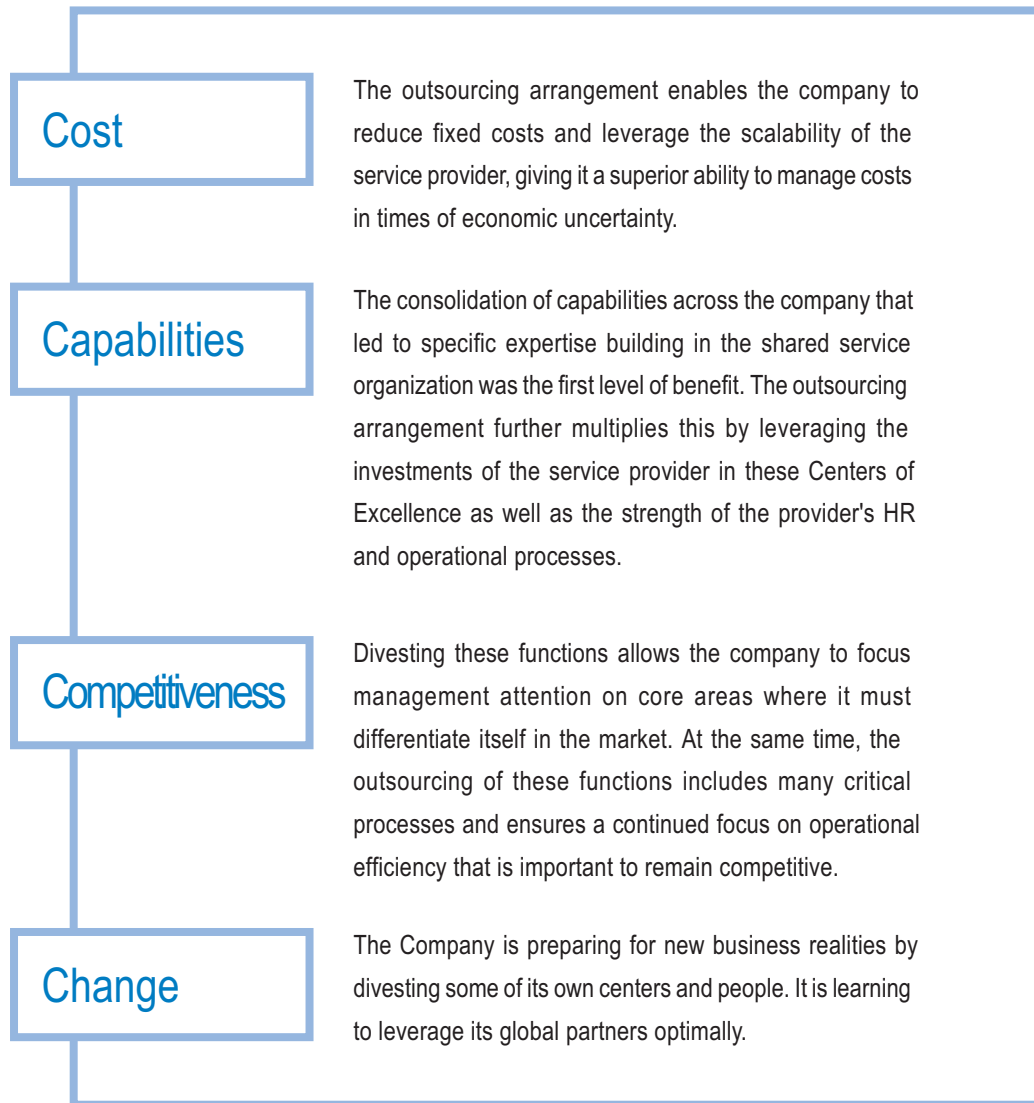 Cost
The outsourcing arrangement enables the company to
reduce fixed costs and leverage the scalability of the
service provider, giving it a superior ability to manage costs
in times of economic uncertainty.
Capabilities
The consolidation of capabilities across the company that
led to specific expertise building in the shared service
organization was the first level of benefit. The outsourcing
arrangement further multiplies this by leveraging the
investments of the service provider in these Centers of
Excellence as well as the strength of the provider's HR
and operational processes.
Competitiveness
Divesting these functions allows the company to focus
management attention on core areas where it must
differentiate itself in the market. At the same time, the
outsourcing of these functions includes many critical
processes and ensures a continued focus on operational
efficiency that is important to remain competitive.
Change
The Company is preparing for new business realities by
divesting some of its own centers and people. It is learning
to leverage its global partners optimally.